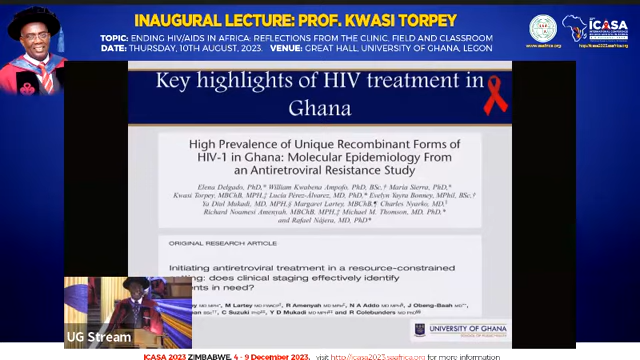 INAUGURAL LECTURE: PROF. KWASI TORPEY
TOPIC: ENDING HIV/AIDS IN AFRICA: REFLECTIONS FROM THE CLINIC, FIELD AND CLASSROOM
DATE: THURSDAY, 10TH AUGUST, 2023. VENUE: GREAT HALL, UNIVERSITY OF GHANA, LEGON
ICASA
Key highlights of HIV treatment in
Ghana
High Prevalence of Unique Recombinant Forms of
HIV-1 in Ghana: Molecular Epidemiology From
an Antiretroviral Resistance Study
Elena Delgado, PhD,* William Kwabena Ampofo, PhD, BSc,† Maria Sierra, PhD,*
Kwasi Torpey, MBChB, MPH,‡ Lucía Pérez-Álvarez, MD, PhD,* Evelyn Yayra Bonney, MPhil, BSc,†
Ya Diul Mukadi, MD, MPH,§ Margaret Lartey, MBChB,¶ Charles Nyarko, MD,
Richard Noamesi Amenyah, MBChB, MPH,‡ Michael M. Thomson, MD, PhD,*
and Rafael Nájera, MD, PhD*
ORIGINAL RESEARCH ARTICLE
Initiating antiretroviral treatment in a resource-constrained
does clinical staging effectively identify
ents in need?
M Lartey R Amenyah N A Addo J Obeng-Baah
C Suzuki Y D Mukadi and R Colebunders
UNIVERSITY OF GHANA
UG Stream
ICASA 2023 ZIMBABWE, 4 - 9 December 2023, visit http://icasa2023.saafrica.org for more information